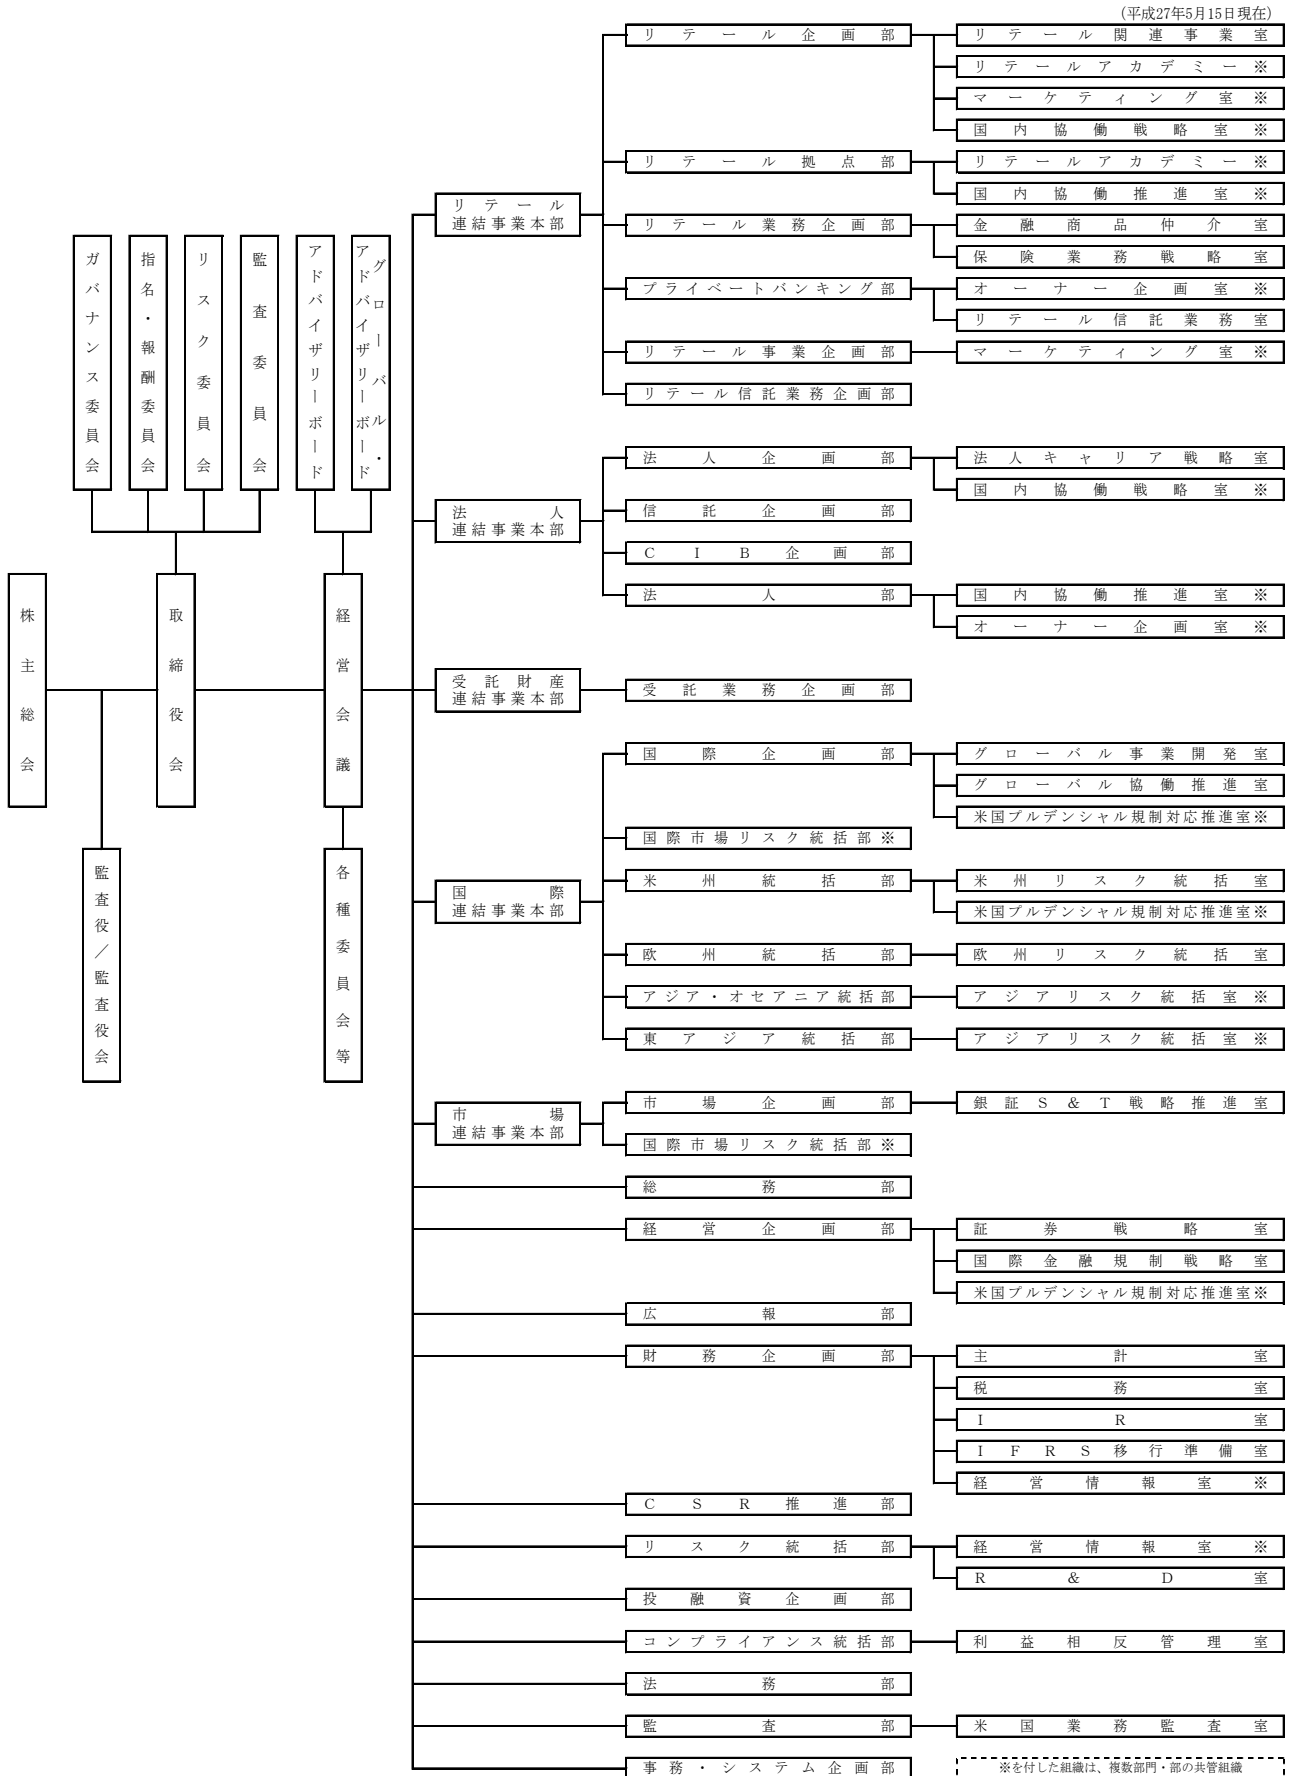 (平成27年5月15日現在)
リテール企画部
リテール関連事業室
リテールアカデミー※
マーケティング室※
国内協働戦略室※
リテール拠点部
リテールアカデミー※
国内協働推進室※
リテール
連結事業本部
リテール業務企画部
金融商品仲介室
保険業務戦略室
プライベートバンキング部
オーナー企画室※
リテール信託業務室
リテール事業企画部
マーケティング室※
リテール信託業務企画部
ガバナンス委員会
指名・報酬委員会
リスク委員会
監査委員会
アドバイザリーボード
グローバル・
アドバイザリーボード
法人企画部
法人キャリア戦略室
国内協働戦略室※
法人
連結事業本部
信託企画部
CIB企画部
法人部
国内協働推進室※
オーナー企画室※
株主総会
取締役会
経営会議
受託財産
連結事業本部
受託業務企画部
国際企画部
グローバル事業開発室
グローバル協働推進室
米国プルデンシャル規制対応推進室※
国際市場リスク統括部※
監査役/監査役会
各種委員会等
国際
連結事業本部
米州統括部
米州リスク統括室
米国プルデンシャル規制対応推進室※
欧州統括部
欧州リスク統括室
アジア・オセアニア統括部
アジアリスク統括室※
東アジア統括部
アジアリスク統括室※
市場
連結事業本部
市場企画部
銀証S&T戦略推進室
国際市場リスク統括部※
総務部
経営企画部
証券戦略室
国際金融規制戦略室
米国プルデンシャル規制対応推進室※
広報部
財務企画部
主計室
税務室
IR室
IFRS移行準備室
経営情報室※
CSR推進部
リスク統括部
経営情報室※
R&D室
投融資企画部
コンプライアンス統括部
利益相反管理室
法務部
監査部
米国業務監査室
事務・システム企画部
※を付した組織は、複数部門・部の共管組織